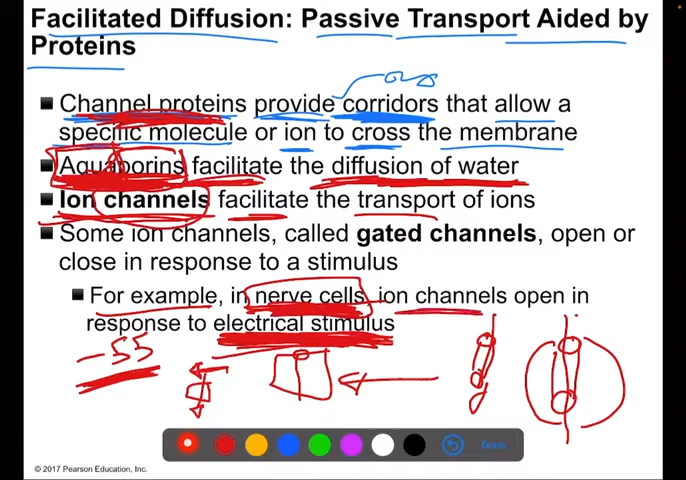 Facilitated Diffusion: Passive Transport Aided by
Proteins
Channel proteins provide corridors that allow a
specific molecule or ion to cross the membrane
Aquaporins facilitate the diffusion of water
Ion channels facilitate the transport of ions
Some ion channels, called gated channels, open or
close in response to a stimulus
For example, in nerve cells, ion channels open in
response to electrical stimulus
-55
Done
© 2017 Pearson Education, Inc.